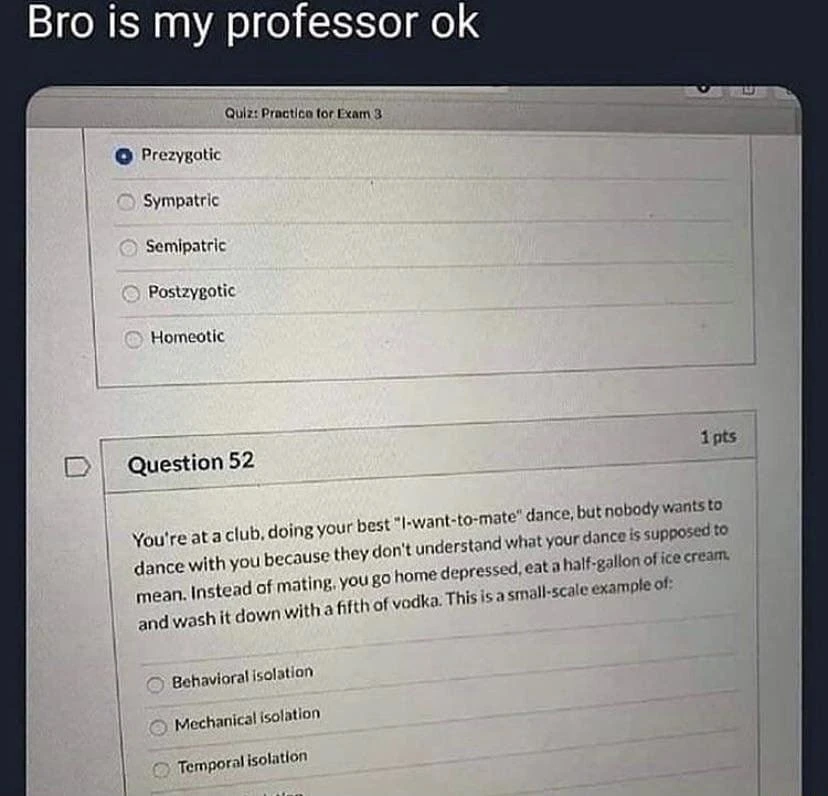 Bro is my professor ok
Quiz: Practice for Exam 3
Prezygotic
Sympatric
Semipatric
Postzygotic
Homeotic
Question 52
1 pts
You're at a club, doing your best "I-want-to-mate" dance, but nobody wants to
dance with you because they don't understand what your dance is supposed to
mean. Instead of mating, you go home depressed, eat a half-gallon of ice cream,
and wash it down with a fifth of vodka. This is a small-scale example of:
Behavioral isolation
Mechanical isolation
Temporal isolation